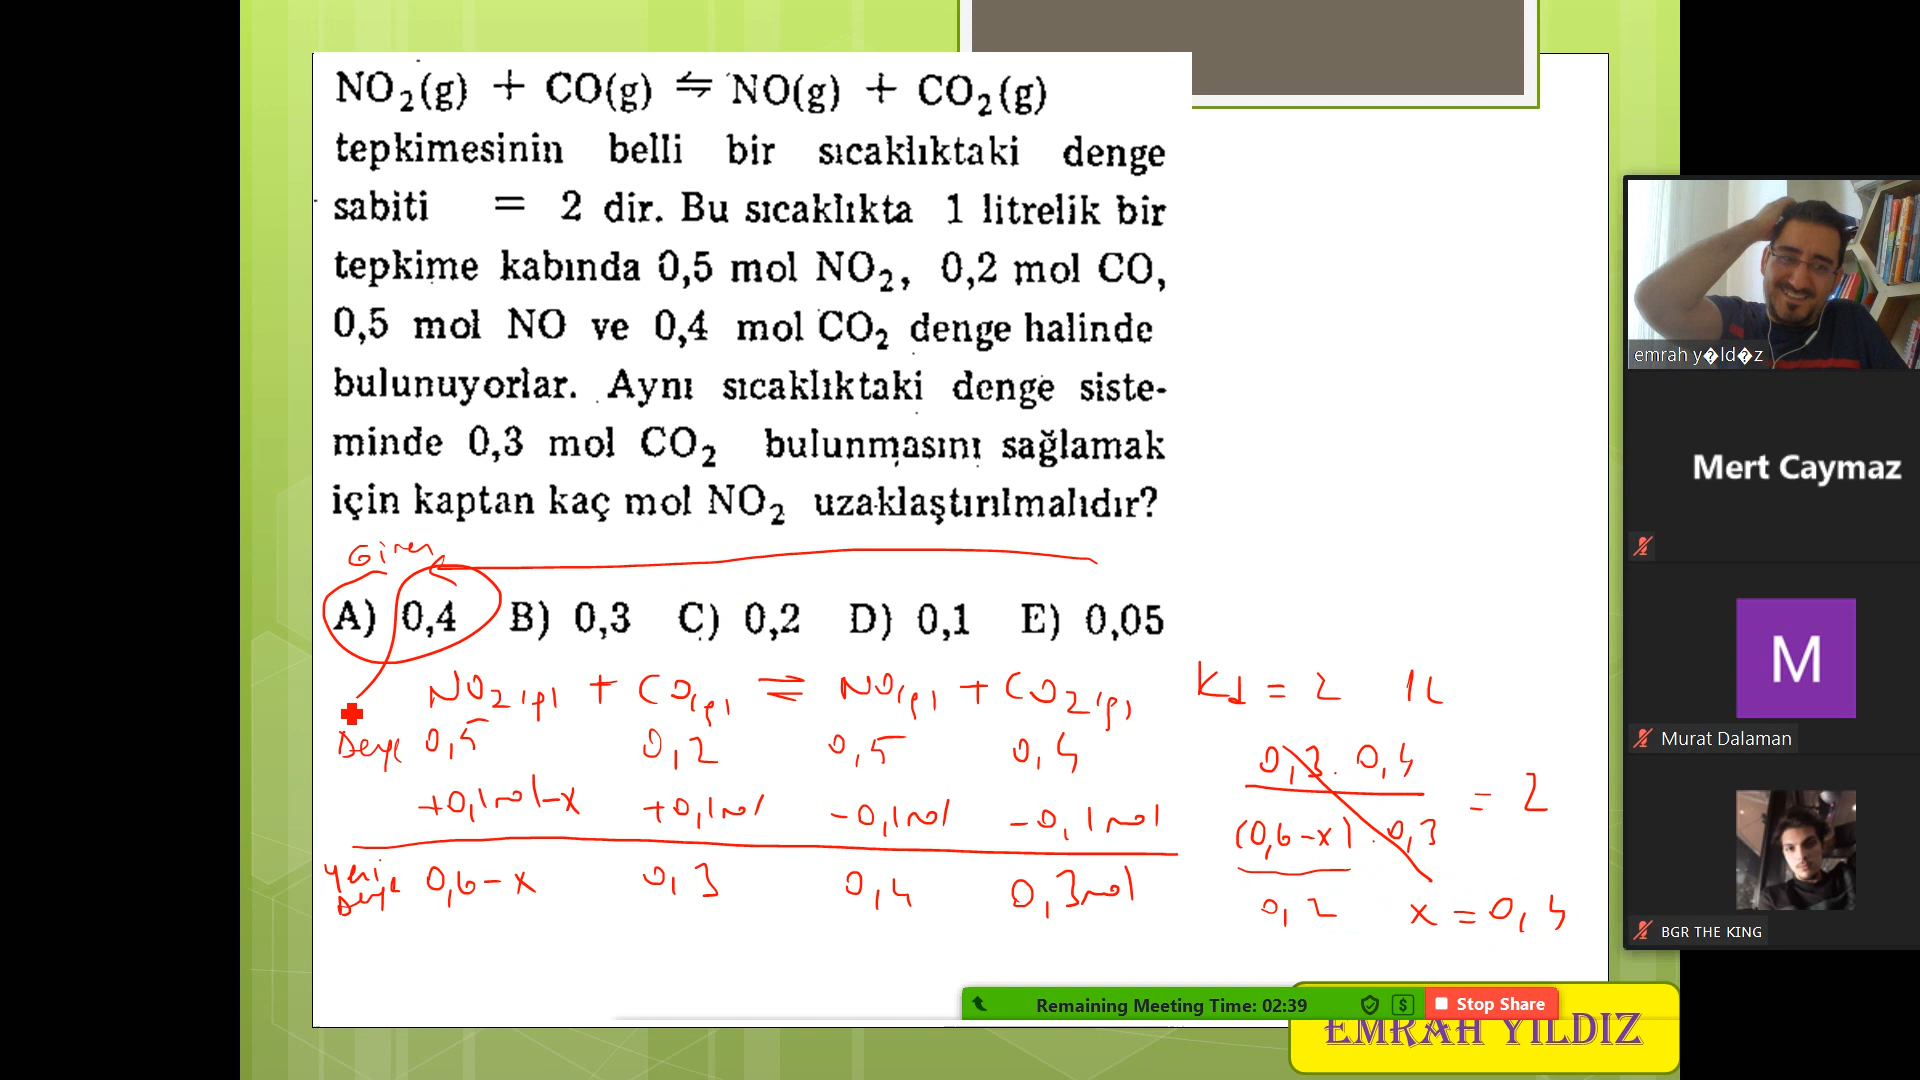 NO₂(g) + CO(g) ⇌ NO(g) + CO₂(g)
tepkimesinin belli bir sıcaklıktaki denge
sabiti = 2 dir. Bu sıcaklıkta 1 litrelik bir
tepkime kabında 0,5 mol NO₂, 0,2 mol CO,
0,5 mol NO ve 0,4 mol CO₂ denge halinde
bulunuyorlar. Aynı sıcaklıktaki denge siste-
minde 0,3 mol CO₂ bulunmasını sağlamak
için kaptan kaç mol NO₂ uzaklaştırılmalıdır?
Giren
A) 0,4 B) 0,3 C) 0,2 D) 0,1 E) 0,05
NO₂(g) + CO(g) ⇌ NO(g) + CO₂(g) Kd = 2 1L
Denge 0,5 0,2 0,5 0,4
+0,1mol-x +0,1mol -0,1mol -0,1mol
yeni denge 0,6-x 0,3 0,4 0,3mol
0,3 . 0,4
(0,6-x) . 0,3
= 2
0,2 x = 0,4
Remaining Meeting Time: 02:39 Stop Share
EMRAH YILDIZ
emrah y�ld�z
Mert Caymaz
M
Murat Dalaman
BGR THE KING